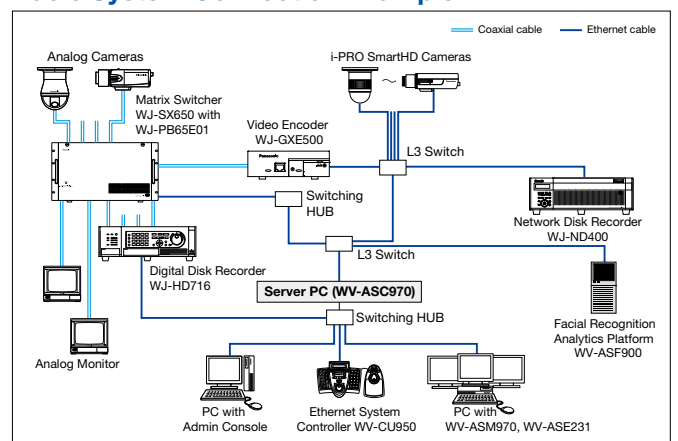 Coaxial cable
Ethernet cable
Analog Cameras
i-PRO SmartHD Cameras
Matrix Switcher
WJ-SX650 with
WJ-PB65E01
Video Encoder
WJ-GXE500
Panasonic
L3 Switch
Switching
HUB
Network Disk Recorder
WJ-ND400
L3 Switch
Digital Disk Recorder
WJ-HD716
Server PC (WV-ASC970)
Switching HUB
Facial Recognition
Analytics Platform
WV-ASF900
Analog Monitor
PC with
Admin Console
Ethernet System
Controller WV-CU950
PC with
WV-ASM970, WV-ASE231